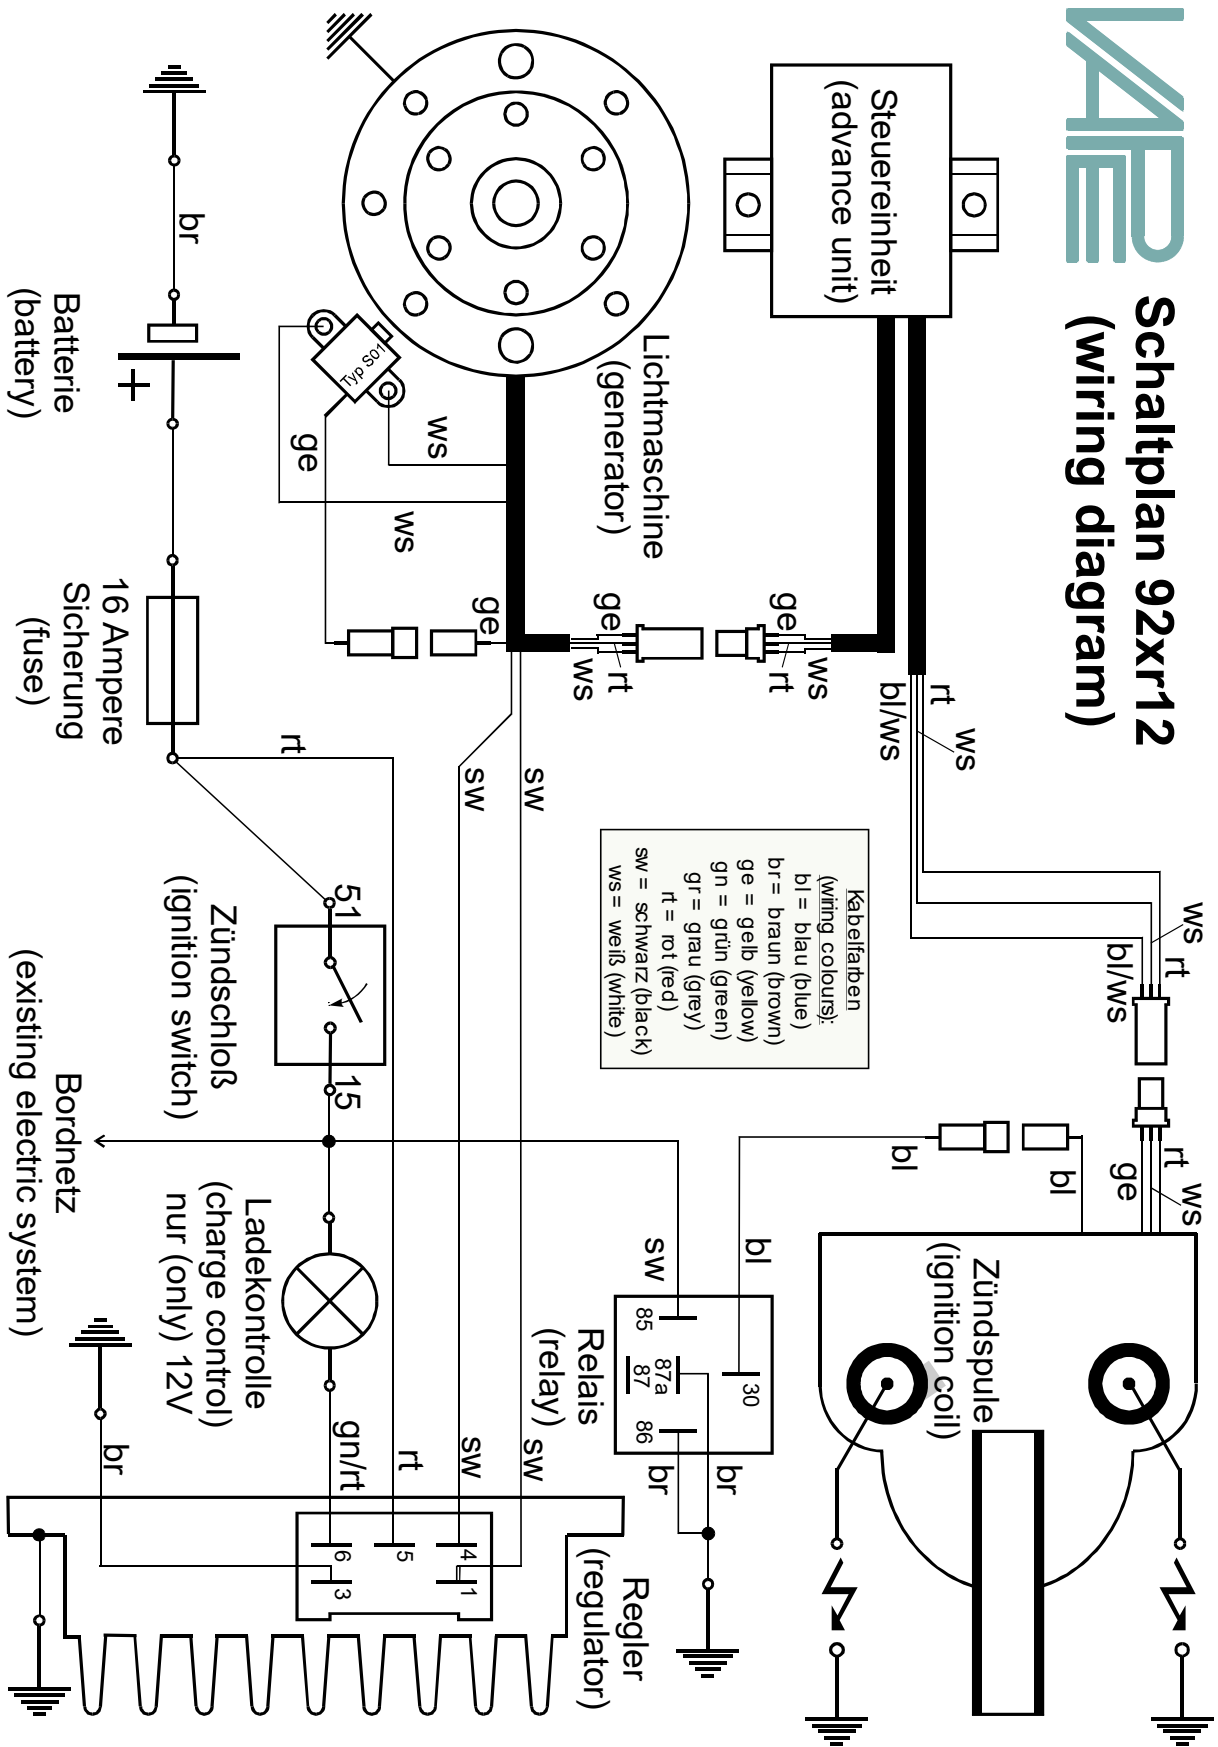 VAPE
Schaltplan 92xr12
(wiring diagram)
Steuereinheit
(advance unit)
rt
ws
bl/ws
ws
rt
bl/ws
rt
ws
ge
Zündspule
(ignition coil)
bl
bl
bl
Lichtmaschine
(generator)
Typ S01
ws
ws
ge
ge
ge
rt
ws
ge
rt
ws
Kabelfarben
(wiring colours):
bl = blau (blue)
br = braun (brown)
ge = gelb (yellow)
gn = grün (green)
gr = grau (grey)
rt = rot (red)
sw = schwarz (black)
ws = weiß (white)
sw
sw
sw
30
85
87a
87
86
Relais
(relay)
br
br
br
Batterie
(battery)
+
16 Ampere
Sicherung
(fuse)
rt
51
15
Zündschloß
(ignition switch)
Bordnetz
(existing electric system)
Ladekontrolle
(charge control)
nur (only) 12V
gn/rt
rt
sw
sw
br
4
1
5
6
3
Regler
(regulator)